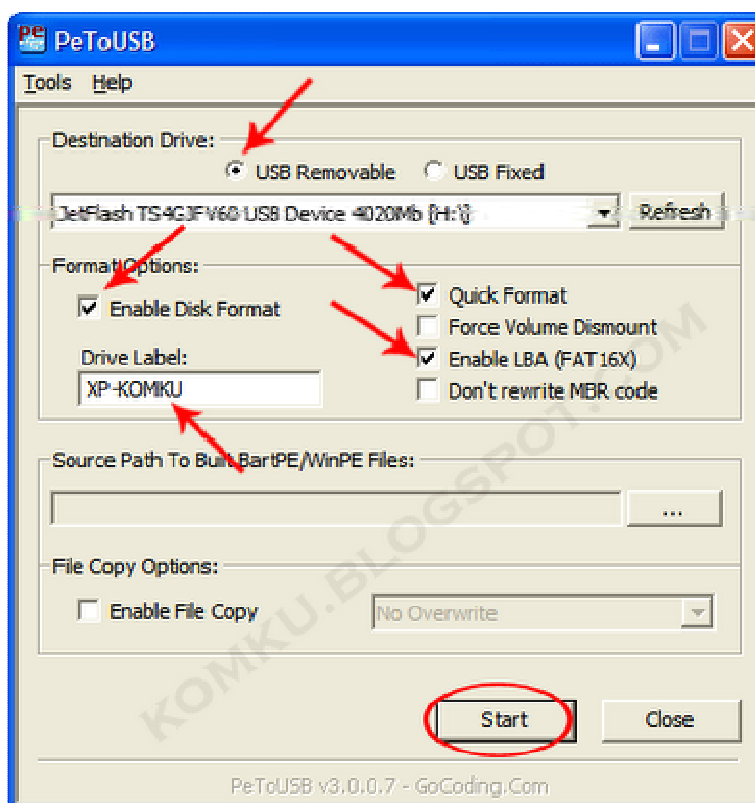 PeToUSB
Tools Help
Destination Drive:
USB Removable USB Fixed
JetFlash TS4GJFV60 USB Device 4020Mb [H:\] Refresh
Format Options:
Enable Disk Format
Quick Format
Force Volume Dismount
Drive Label:
Enable LBA (FAT16X)
XP-KOMKU
Don't rewrite MBR code
Source Path To Built BartPE/WinPE Files:
...
File Copy Options:
Enable File Copy No Overwrite
Start Close
PeToUSB v3.0.0.7 - GoCoding.Com
KOMKU.BLOGSPOT.COM